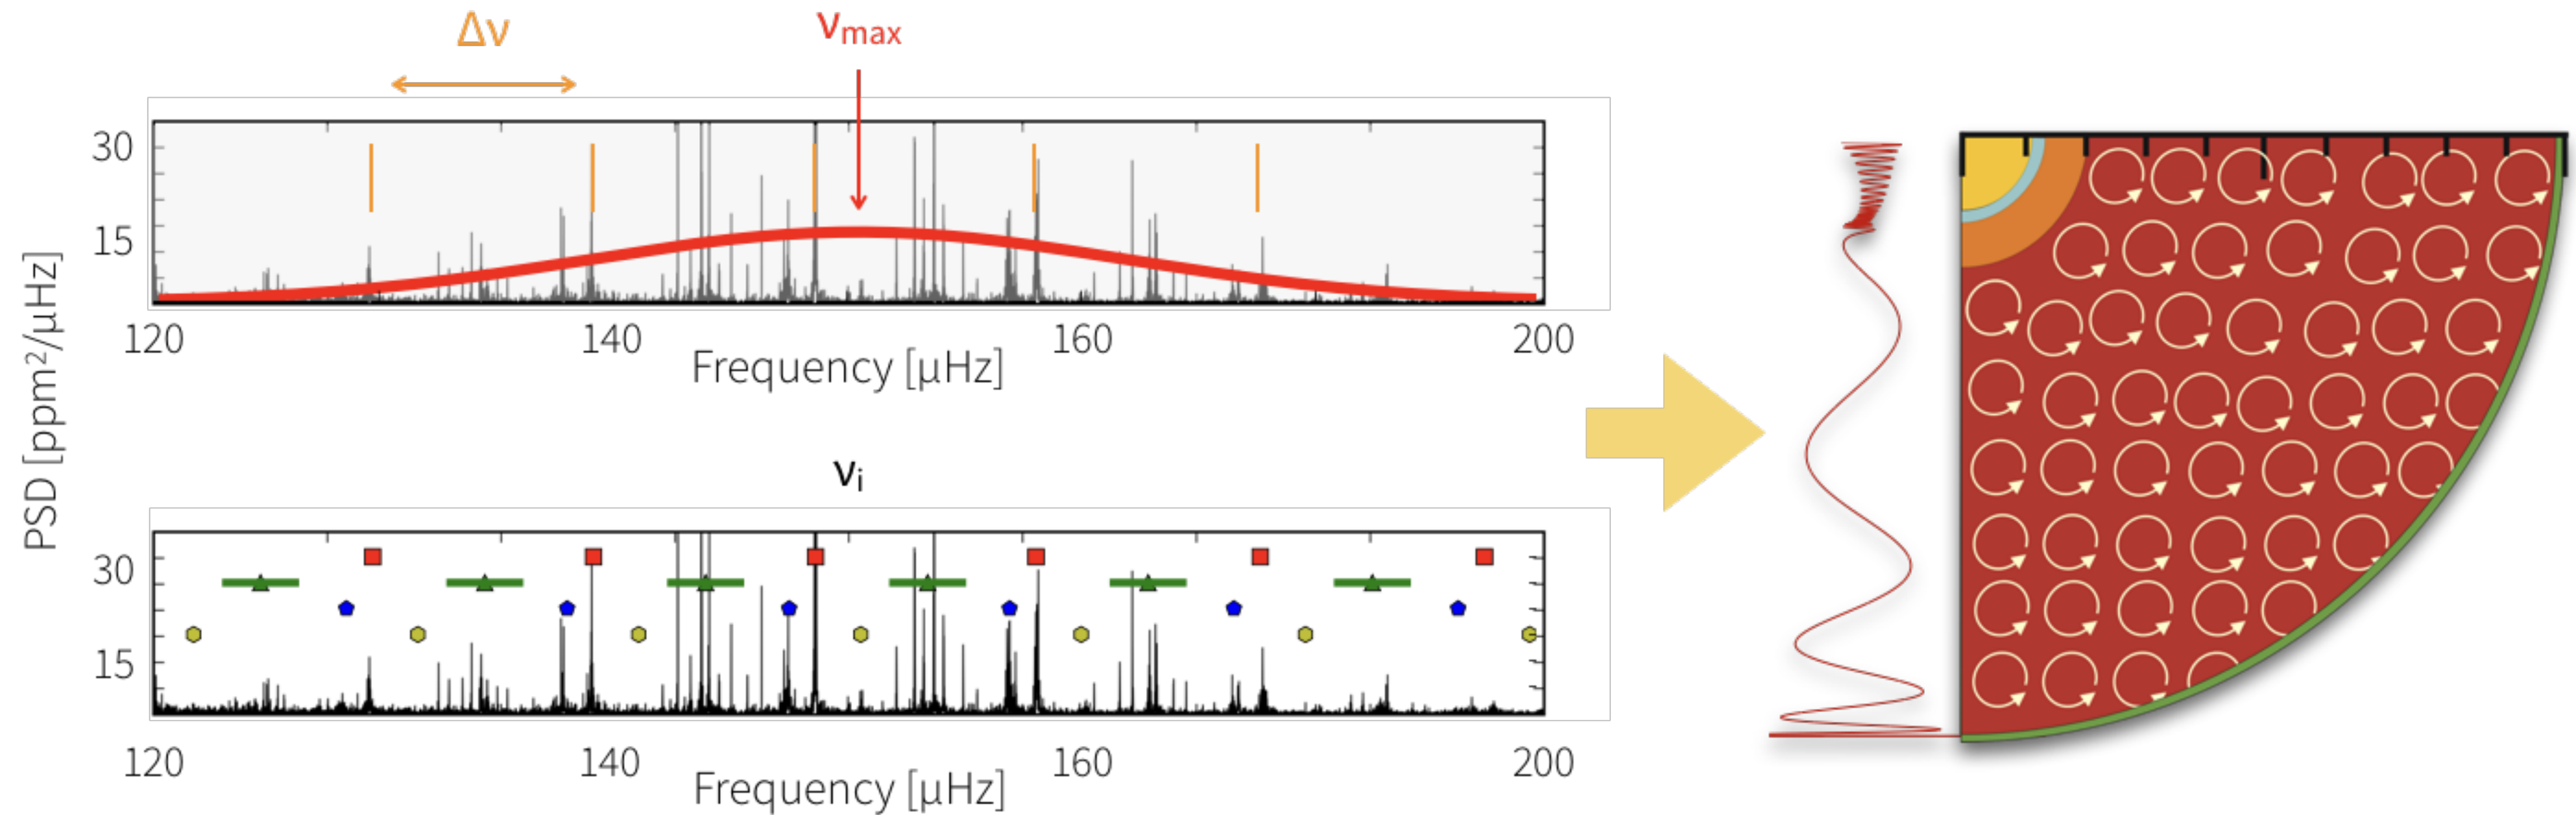 Δν
νmax
30
15
120 140 160 200
Frequency [μHz]
PSD [ppm²/μHz]
νi
30
15
120 140 160 200
Frequency [μHz]